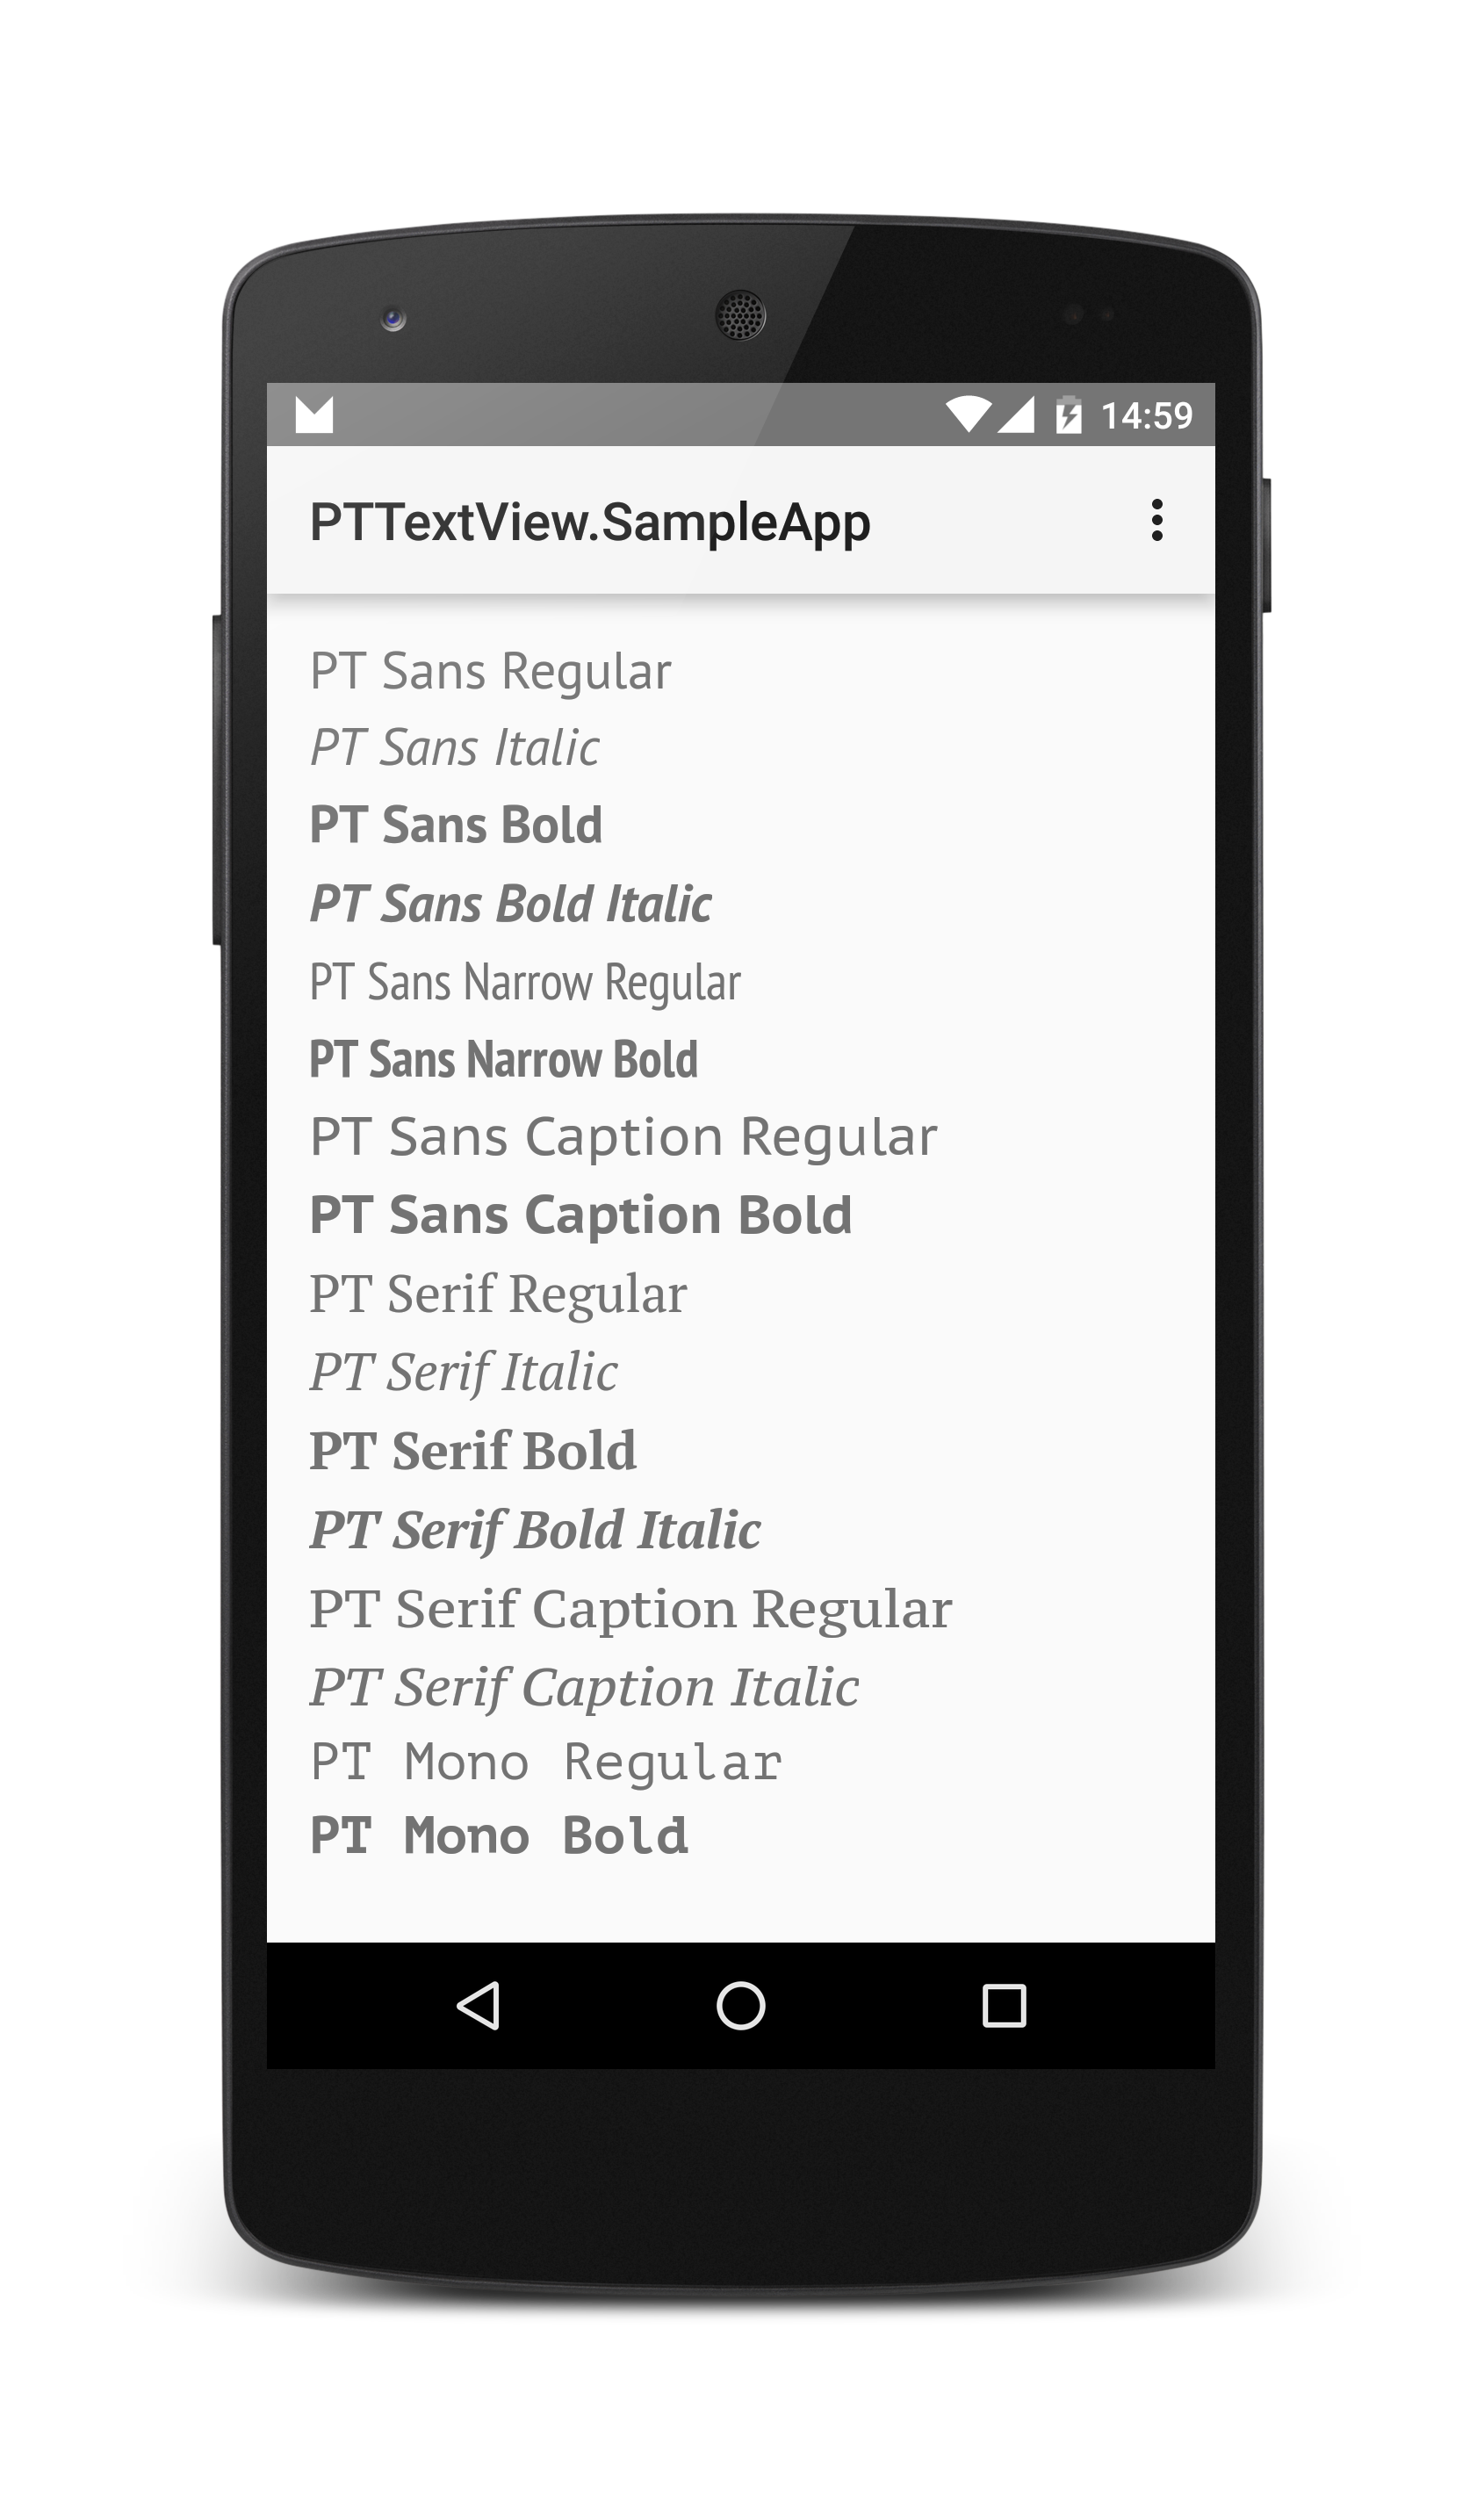 14:59
PTTextView.SampleApp
PT Sans Regular
PT Sans Italic
PT Sans Bold
PT Sans Bold Italic
PT Sans Narrow Regular
PT Sans Narrow Bold
PT Sans Caption Regular
PT Sans Caption Bold
PT Serif Regular
PT Serif Italic
PT Serif Bold
PT Serif Bold Italic
PT Serif Caption Regular
PT Serif Caption Italic
PT Mono Regular
PT Mono Bold